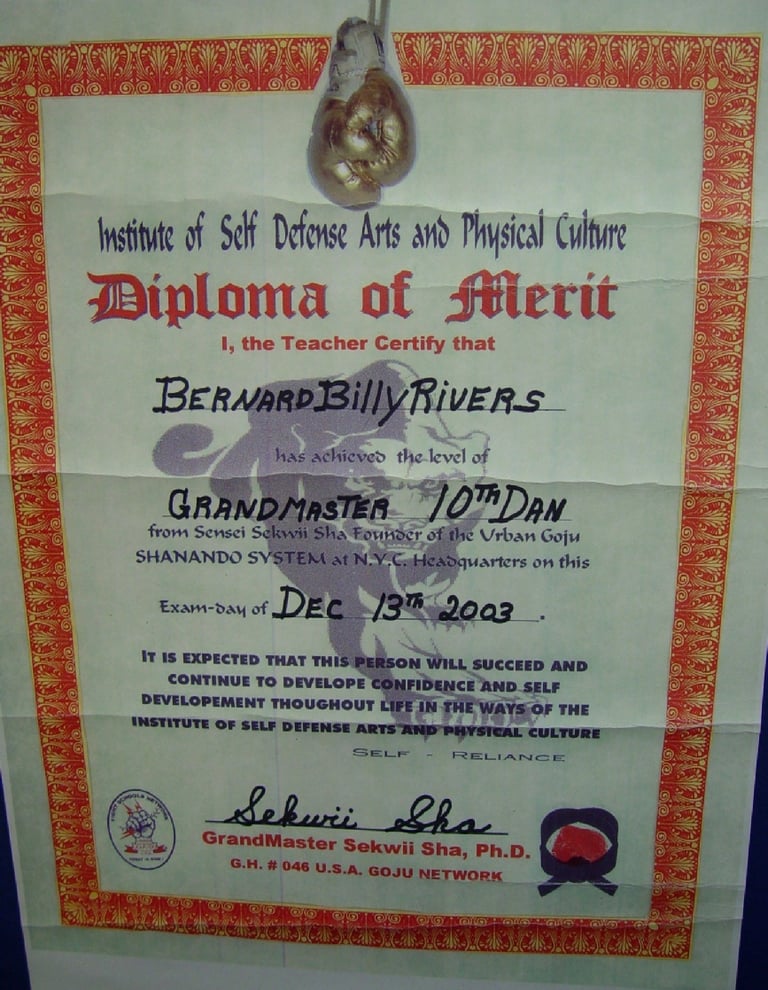 Institute of Self Defense Arts and Physical Culture
Diploma of Merit
I, the Teacher Certify that
BERNARD Billy RIVERS
has achieved the level of
GRANDMASTER 10TH DAN
from Sensei Sekwii Sha Founder of the Urban Goju
SHANANDO SYSTEM at N.Y.C. Headquarters on this
Exam-day of DEC 13TH 2003 .
IT IS EXPECTED THAT THIS PERSON WILL SUCCEED AND
CONTINUE TO DEVELOPE CONFIDENCE AND SELF
DEVELOPEMENT THOUGHOUT LIFE IN THE WAYS OF THE
INSTITUTE OF SELF DEFENSE ARTS AND PHYSICAL CULTURE
SELF - RELIANCE
Sekwii Sha
GrandMaster Sekwii Sha, Ph.D.
G.H. # 046 U.S.A. GOJU NETWORK